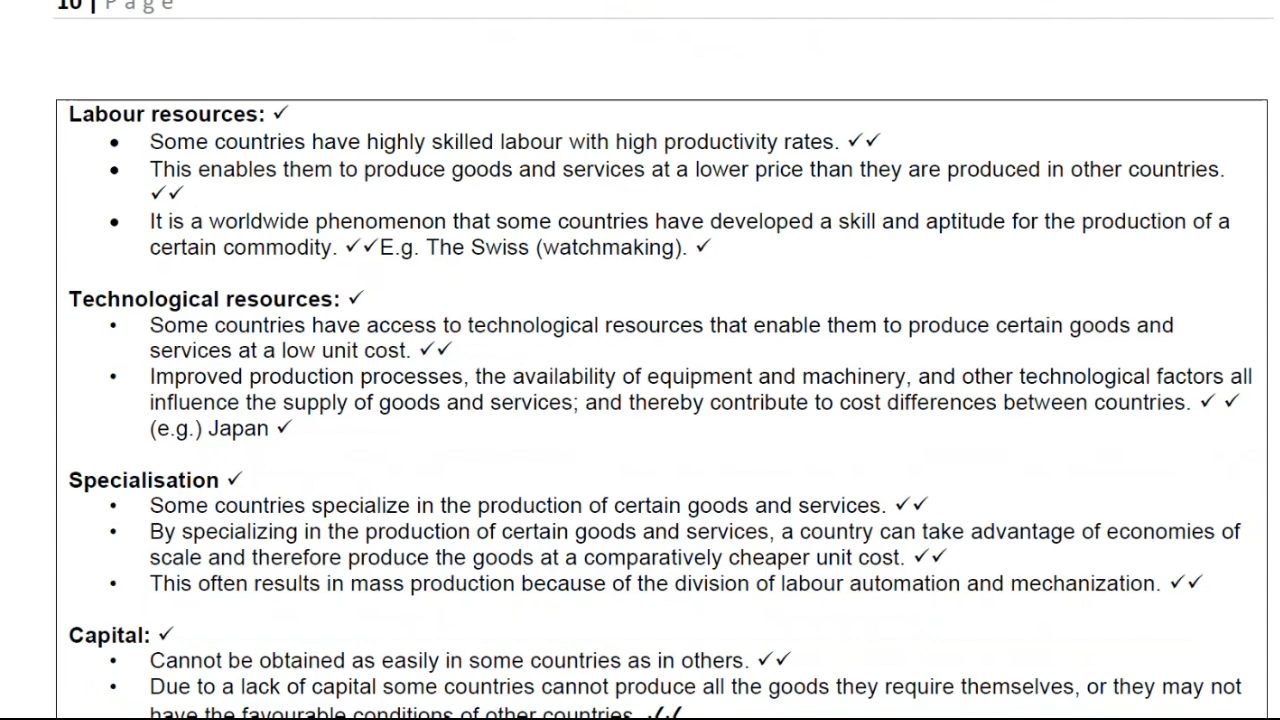 10 | Page
Labour resources: ✓
• Some countries have highly skilled labour with high productivity rates. ✓✓
• This enables them to produce goods and services at a lower price than they are produced in other countries.
✓✓
• It is a worldwide phenomenon that some countries have developed a skill and aptitude for the production of a
certain commodity. ✓✓E.g. The Swiss (watchmaking). ✓
Technological resources: ✓
• Some countries have access to technological resources that enable them to produce certain goods and
services at a low unit cost. ✓✓
• Improved production processes, the availability of equipment and machinery, and other technological factors all
influence the supply of goods and services; and thereby contribute to cost differences between countries. ✓ ✓
(e.g.) Japan ✓
Specialisation ✓
• Some countries specialize in the production of certain goods and services. ✓✓
• By specializing in the production of certain goods and services, a country can take advantage of economies of
scale and therefore produce the goods at a comparatively cheaper unit cost. ✓✓
• This often results in mass production because of the division of labour automation and mechanization. ✓✓
Capital: ✓
• Cannot be obtained as easily in some countries as in others. ✓✓
• Due to a lack of capital some countries cannot produce all the goods they require themselves, or they may not
have the favourable conditions of other countries. ✓✓